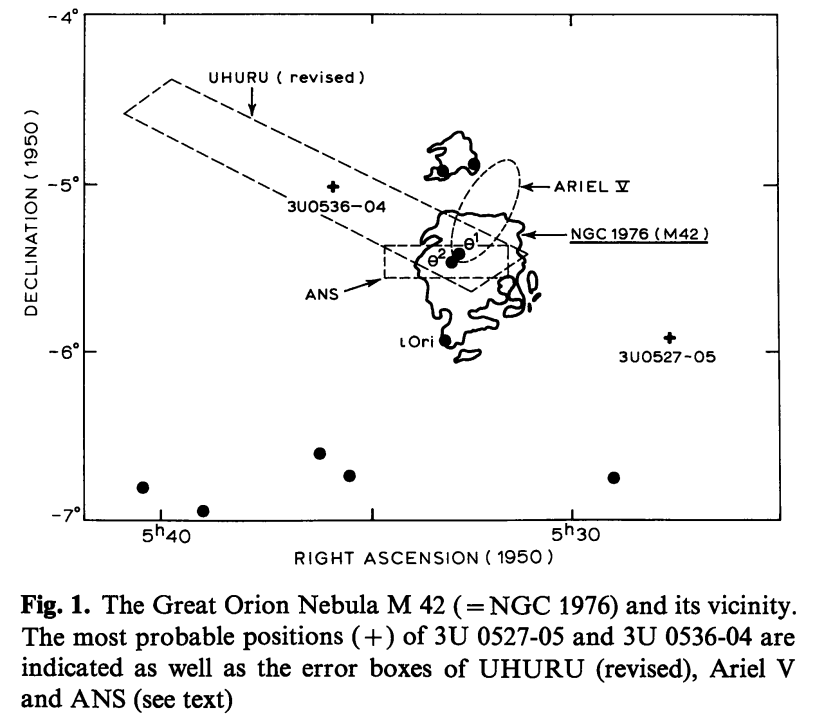 -4°
UHURU ( revised)
-5°
ARIEL V
3U0536-04
NGC 1976 (M42)
θ¹
θ²
ANS
ιOri
-6°
3U0527-05
-7°
5ʰ40
5ʰ30
RIGHT ASCENSION ( 1950 )
DECLINATION ( 1950 )
Fig. 1. The Great Orion Nebula M 42 (=NGC 1976) and its vicinity.
The most probable positions (+) of 3U 0527-05 and 3U 0536-04 are
indicated as well as the error boxes of UHURU (revised), Ariel V
and ANS (see text)